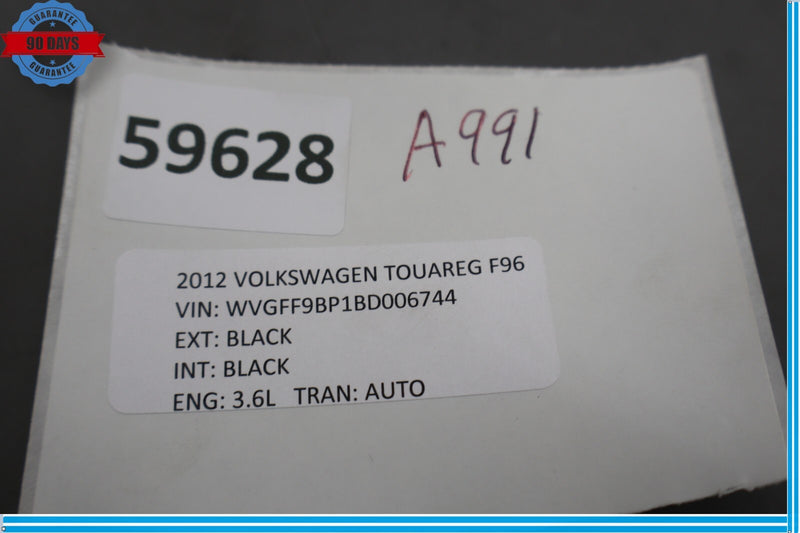 GUARANTEE
90 DAYS
GUARANTEE
59628
A991
2012 VOLKSWAGEN TOUAREG F96
VIN: WVGFF9BP1BD006744
EXT: BLACK
INT: BLACK
ENG: 3.6L TRAN: AUTO